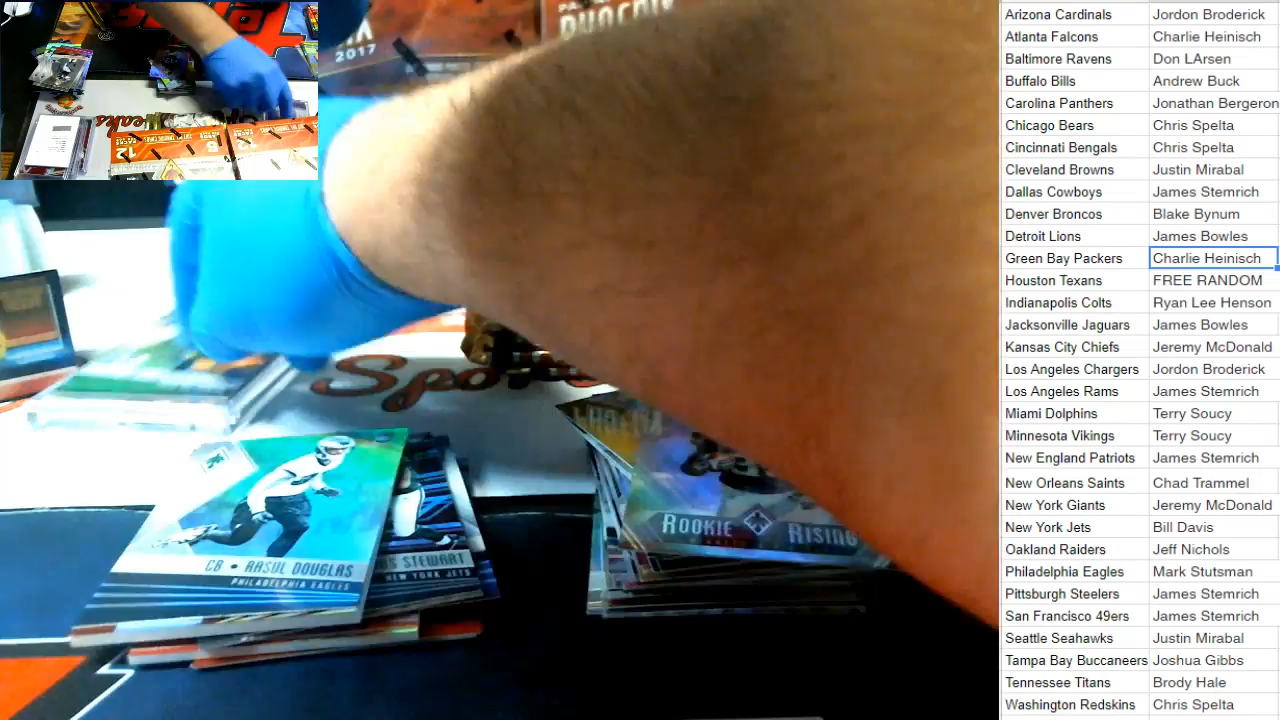 2017
Spo
ROOKIE RISING
CB • RASUL DOUGLAS
PHILADELPHIA EAGLES
STEWART
NEW YORK JETS
12
12
Arizona Cardinals Jordon Broderick
Atlanta Falcons Charlie Heinisch
Baltimore Ravens Don LArsen
Buffalo Bills Andrew Buck
Carolina Panthers Jonathan Bergeron
Chicago Bears Chris Spelta
Cincinnati Bengals Chris Spelta
Cleveland Browns Justin Mirabal
Dallas Cowboys James Stemrich
Denver Broncos Blake Bynum
Detroit Lions James Bowles
Green Bay Packers Charlie Heinisch
Houston Texans FREE RANDOM
Indianapolis Colts Ryan Lee Henson
Jacksonville Jaguars James Bowles
Kansas City Chiefs Jeremy McDonald
Los Angeles Chargers Jordon Broderick
Los Angeles Rams James Stemrich
Miami Dolphins Terry Soucy
Minnesota Vikings Terry Soucy
New England Patriots James Stemrich
New Orleans Saints Chad Trammel
New York Giants Jeremy McDonald
New York Jets Bill Davis
Oakland Raiders Jeff Nichols
Philadelphia Eagles Mark Stutsman
Pittsburgh Steelers James Stemrich
San Francisco 49ers James Stemrich
Seattle Seahawks Justin Mirabal
Tampa Bay Buccaneers Joshua Gibbs
Tennessee Titans Brody Hale
Washington Redskins Chris Spelta